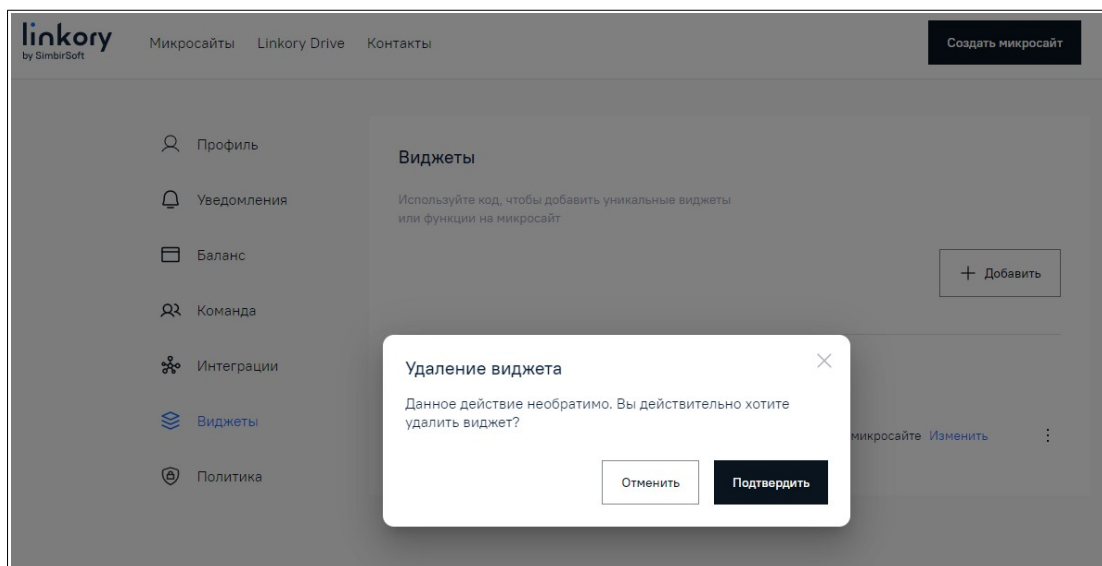 linkory
by SimbirSoft
Микросайты Linkory Drive Контакты
Создать микросайт
Профиль
Уведомления
Баланс
Команда
Интеграции
Виджеты
Политика
Виджеты
Используйте код, чтобы добавить уникальные виджеты
или функции на микросайт
Добавить
Удаление виджета
Данное действие необратимо. Вы действительно хотите
удалить виджет?
Отменить Подтвердить
микросайте Изменить